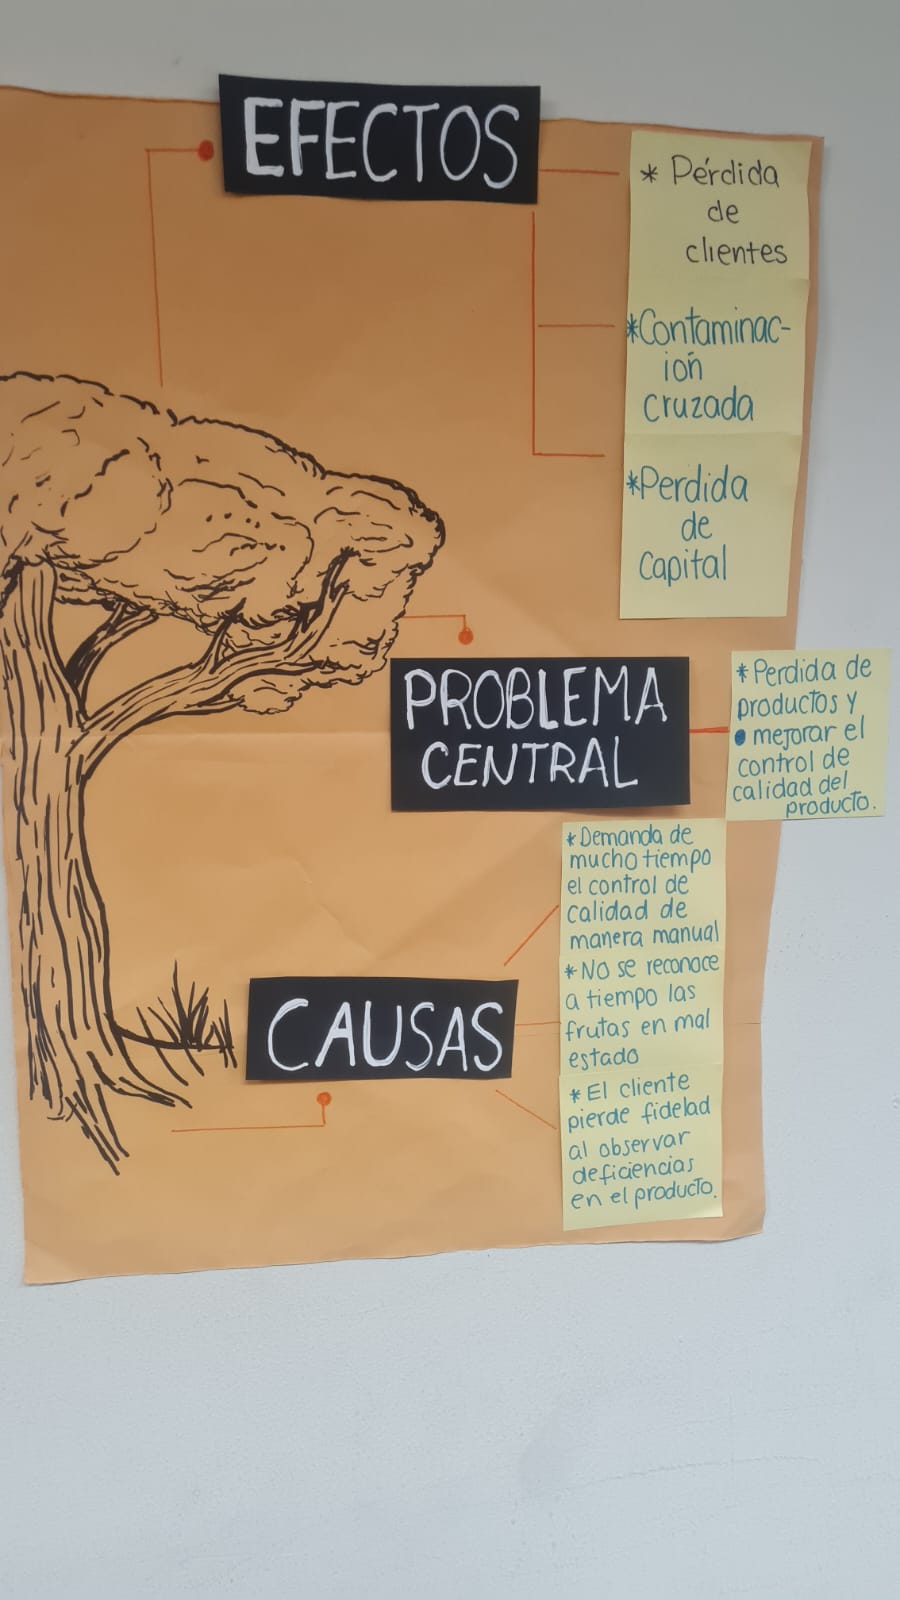 EFECTOS
* Pérdida
de
clientes
*Contaminac-
ión
cruzada
*Perdida
de
Capital
PROBLEMA
CENTRAL
* Perdida de
productos y
• mejorar el
control de
calidad del
producto.
CAUSAS
* Demanda de
mucho tiempo
el control de
calidad de
manera manual
* No se reconoce
a tiempo las
frutas en mal
estado
* El cliente
pierde fidelad
al observar
deficiencias
en el producto.